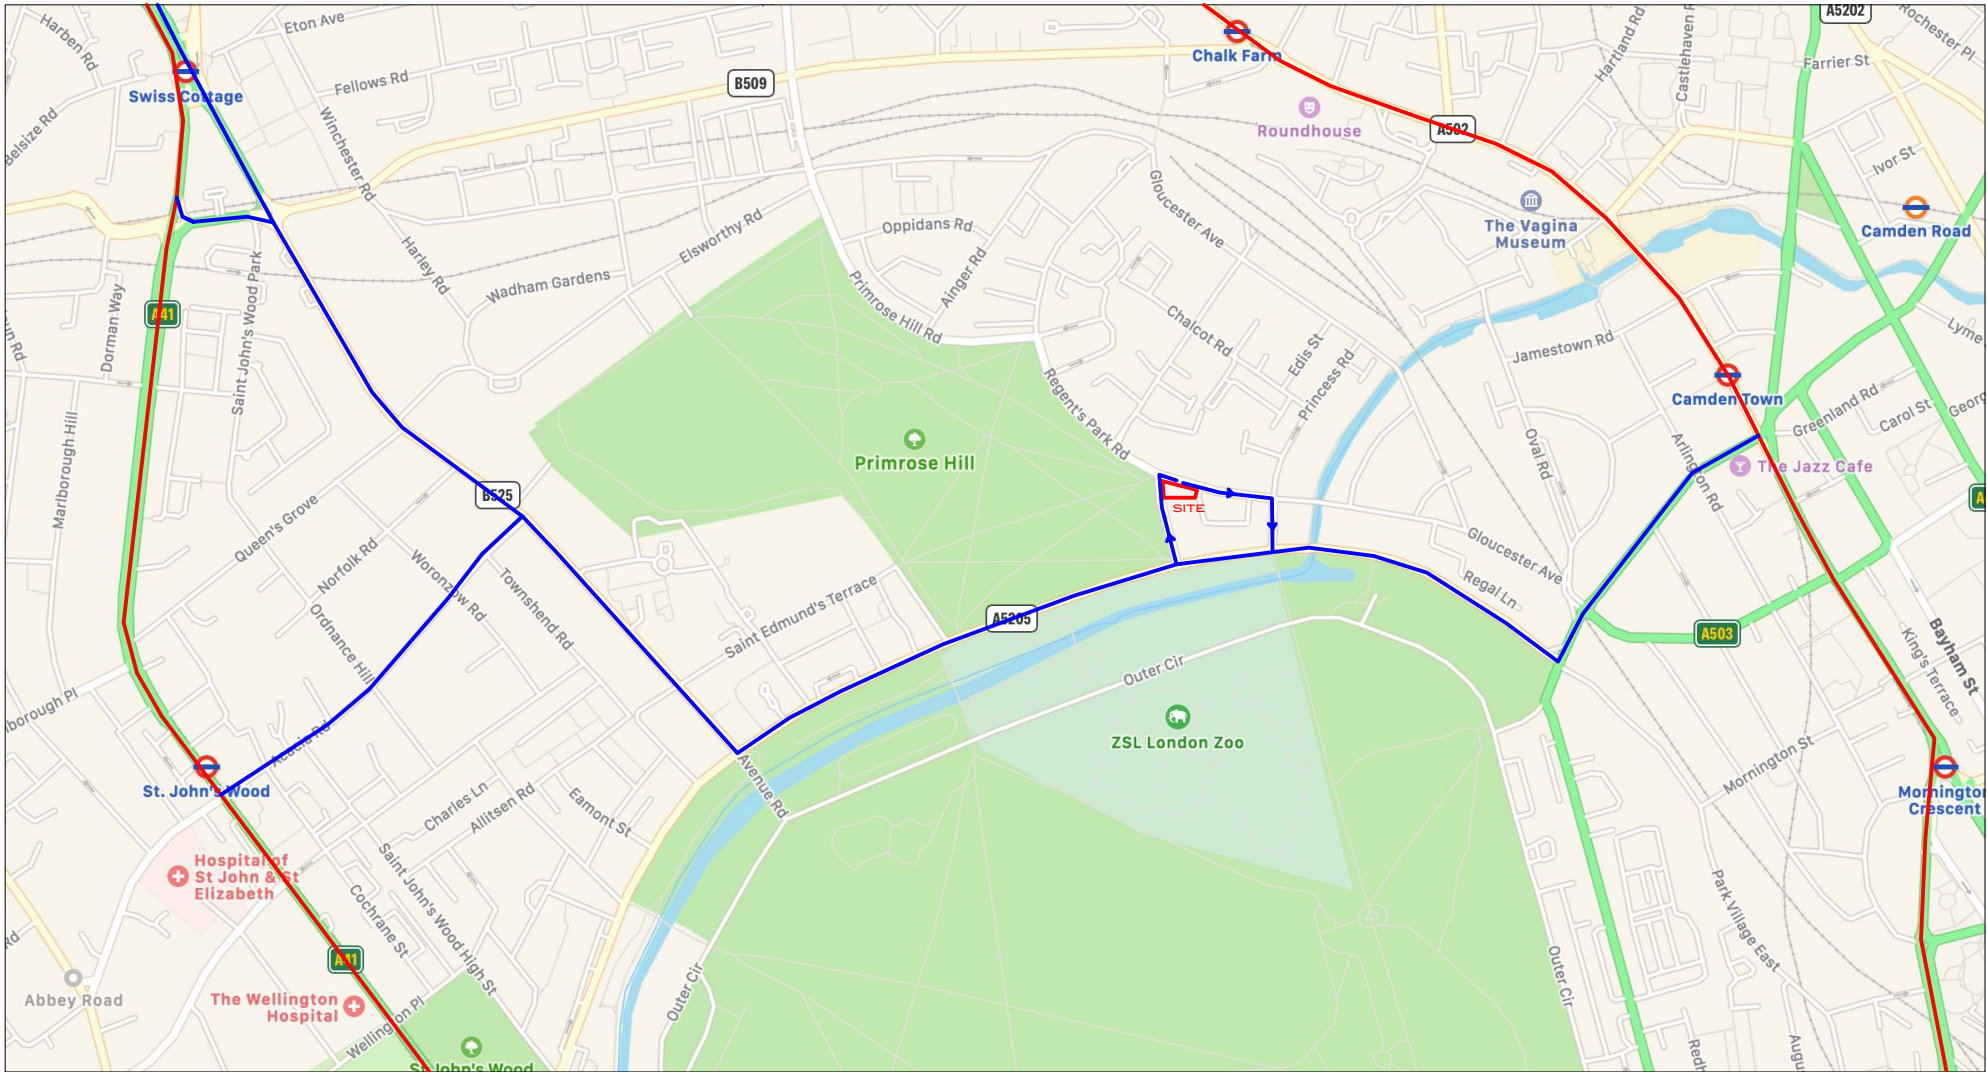 Harben Rd
Eton Ave
A5202
Rochester Pl
Chalk Farm
Hartland Rd
Castlehaven R
Farrier St
Swiss Cottage
Fellows Rd
B509
Belsize Rd
Winchester Rd
Roundhouse
A502
Ivor St
Gloucester Ave
The Vagina
Museum
Camden Road
Elsworthy Rd
Oppidans Rd
Ainger Rd
Harley Rd
Wadham Gardens
Saint John's Wood Park
Dorman Way
A41
Primrose Hill Rd
Chalcot Rd
Edis St
Princess Rd
Jamestown Rd
Lyme
Regent's Park Rd
Camden Town
Greenland Rd
Carol St
Georg
Marlborough Hill
Primrose Hill
Oval Rd
Arlington Rd
The Jazz Cafe
B525
SITE
A
Queen's Grove
Norfolk Rd
Woronzow Rd
Townshend Rd
Ordnance Hill
Saint Edmund's Terrace
A5205
Gloucester Ave
Regal Ln
A503
Bayham St
King's Terrace
Outer Cir
lborough Pl
Acacia Rd
ZSL London Zoo
Mornington St
St. John's Wood
Avenue Rd
Mornington
Crescent
Charles Ln
Allitsen Rd
Eamont St
Hospital of
St John & St
Elizabeth
Saint John's Wood High St
Cochrane St
Park Village East
A41
Rd
Abbey Road
The Wellington
Hospital
Wellington Pl
Outer Cir
Outer Cir
Redh
Augu
St John's Wood